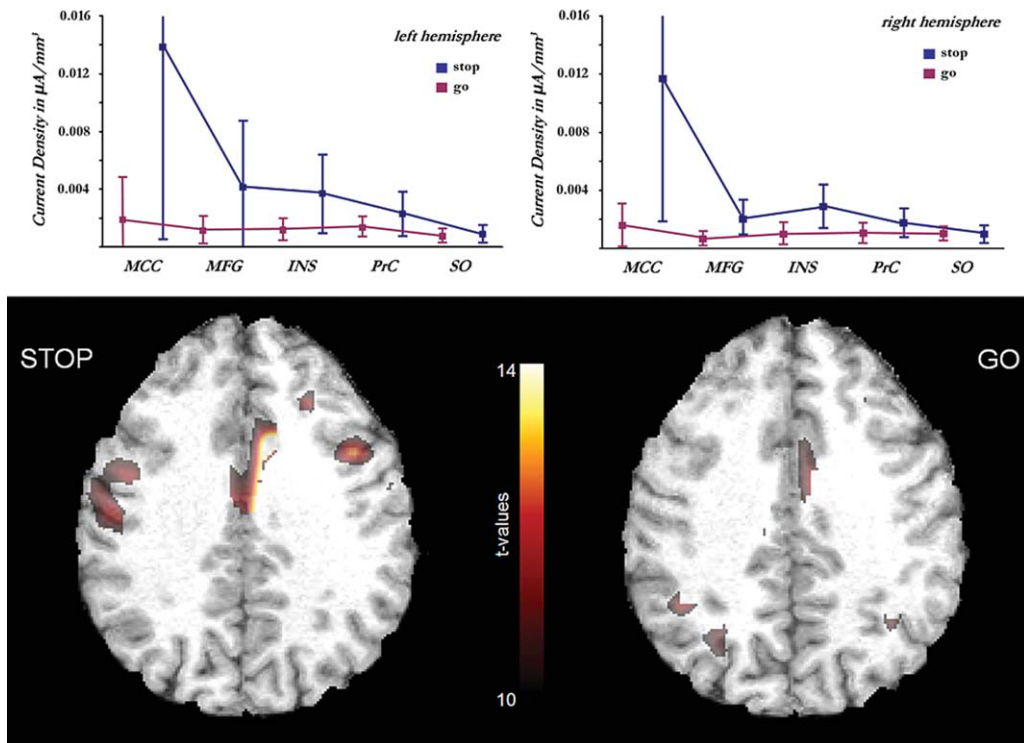 0.016
0.012
0.008
0.004
Current Density in µA/mm³
left hemisphere
stop
go
MCC MFG INS PrC SO
0.016
0.012
0.008
0.004
Current Density in µA/mm³
right hemisphere
stop
go
MCC MFG INS PrC SO
STOP
14
t-values
10
GO